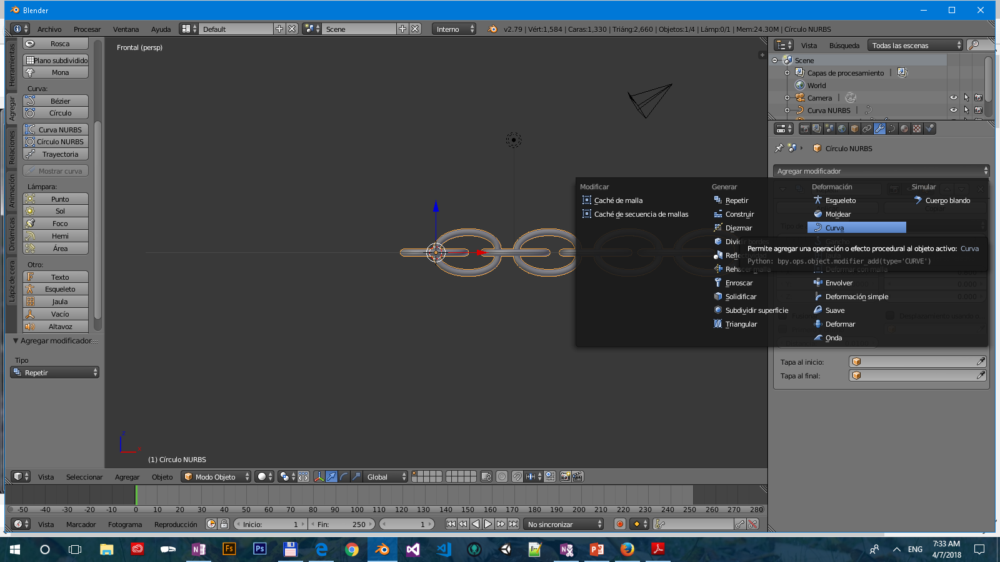 Blender
Archivo Procesar Ventana Ayuda Default Scene Interno v2.79 | Vért:1,584 | Caras:1,330 | Triáng:2,660 | Objetos:1/4 | Lámp:0/1 | Mem:24.30M | Círculo NURBS
Herramientas
Agregar
Relaciones
Animación
Dinámicas
Lápiz de cera
Rosca
Plano subdividido
Mona
Curva:
Bézier
Círculo
Curva NURBS
Círculo NURBS
Trayectoria
Mostrar curva
Lámpara:
Punto
Sol
Foco
Hemi
Área
Otro:
Texto
Esqueleto
Jaula
Vacío
Altavoz
Agregar modificador
Tipo
Repetir
Frontal (persp)
z
x
(1) Círculo NURBS
Vista Búsqueda Todas las escenas
Scene
Capas de procesamiento
World
Camera
Curva NURBS
Círculo NURBS
Agregar modificador
Modificar
Caché de malla
Caché de secuencia de mallas
Generar
Repetir
Construir
Diezmar
Dividir bordes
Reflectividad
Rehacer malla
Enroscar
Solidificar
Subdividir superficie
Triangular
Deformación
Esqueleto
Moldear
Curva
Gancho
Deformar con malla
Envolver
Deformación simple
Suave
Deformar
Onda
Simular
Cuerpo blando
Permite agregar una operación o efecto procedural al objeto activo: Curva
Python: bpy.ops.object.modifier_add(type='CURVE')
0.000
0.000
Tapa al inicio:
Tapa al final:
Vista Seleccionar Agregar Objeto Modo Objeto Global
-50 -40 -30 -20 -10 0 10 20 30 40 50 60 70 80 90 100 110 120 130 140 150 160 170 180 190 200 210 220 230 240 250 260 270 280
Vista Marcador Fotograma Reproducción Inicio: 1 Fin: 250 1 No sincronizar
ENG
7:33 AM
4/7/2018